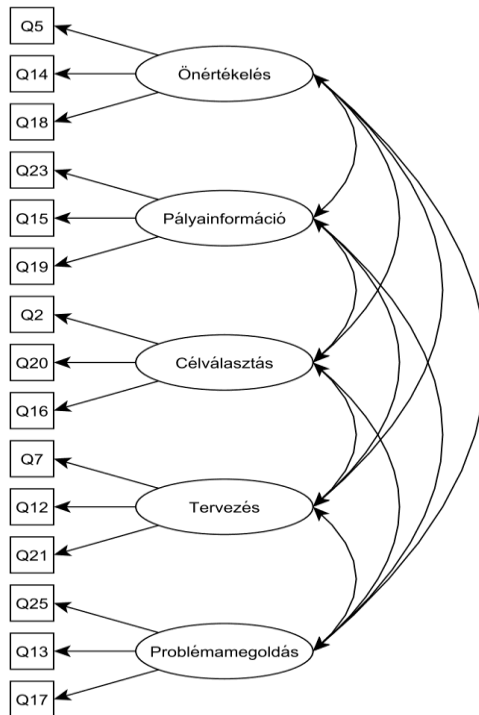 Q5
Q14
Önértékelés
Q18
Q23
Q15
Pályainformáció
Q19
Q2
Q20
Célválasztás
Q16
Q7
Q12
Tervezés
Q21
Q25
Q13
Problémamegoldás
Q17